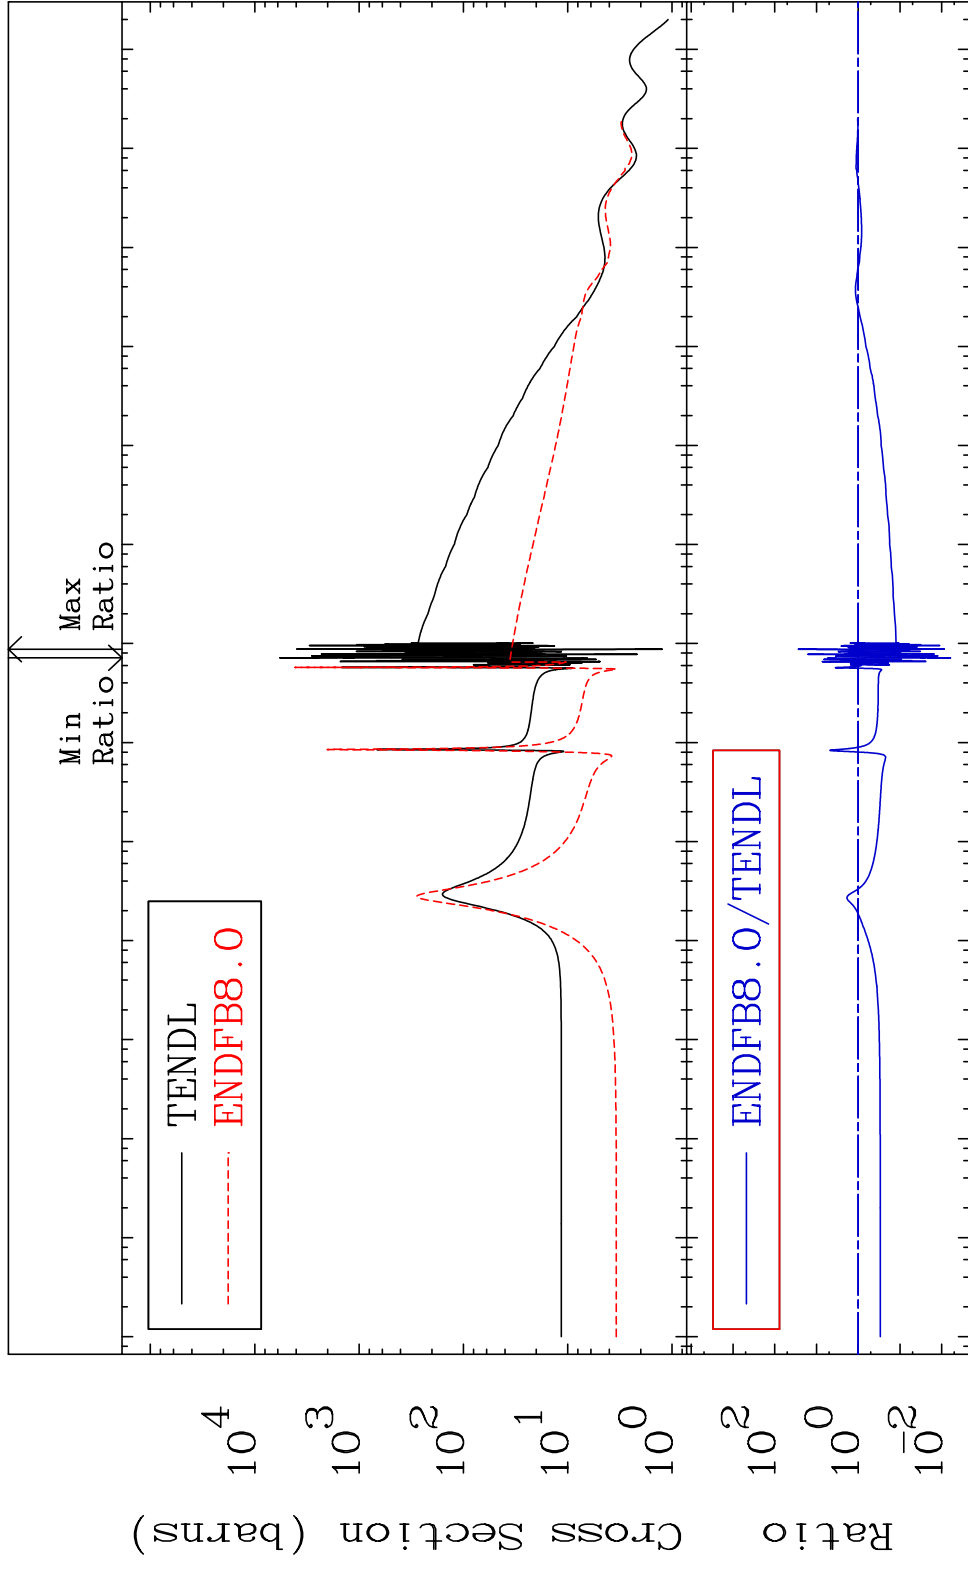 Min
Ratio
Max
Ratio
TENDL
ENDFB8.0
10^4
10^3
10^2
10^1
10^0
Cross Section (barns)
ENDFB8.0/TENDL
10^2
10^0
10^-2
Ratio